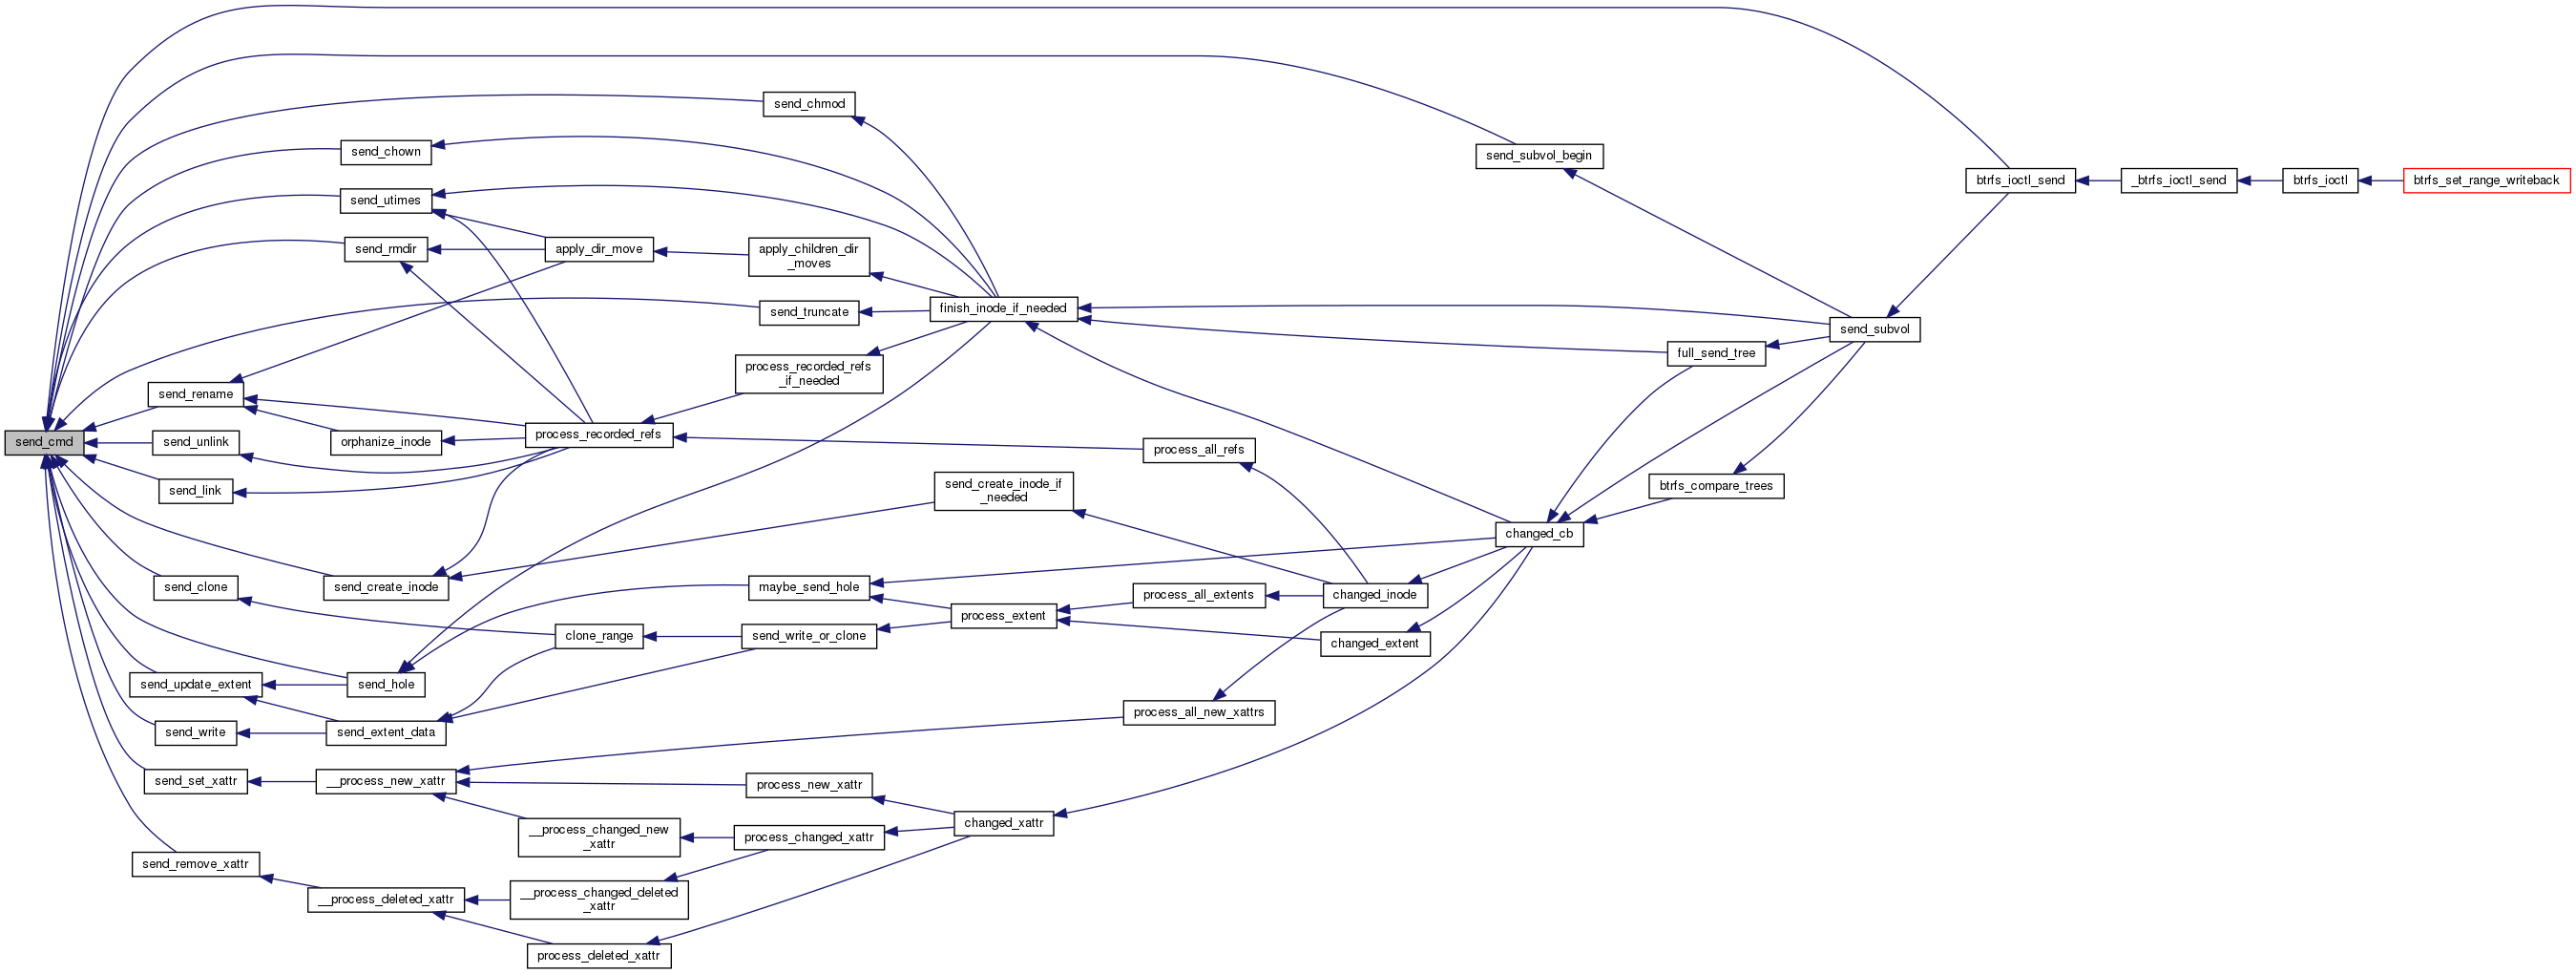 send_chmod
send_chown
send_subvol_begin
btrfs_ioctl_send
_btrfs_ioctl_send
btrfs_ioctl
btrfs_set_range_writeback
send_utimes
send_rmdir
apply_dir_move
apply_children_dir
_moves
send_truncate
finish_inode_if_needed
send_subvol
full_send_tree
process_recorded_refs
_if_needed
send_rename
send_cmd
send_unlink
orphanize_inode
process_recorded_refs
process_all_refs
send_link
send_create_inode_if
_needed
btrfs_compare_trees
changed_cb
send_clone
send_create_inode
maybe_send_hole
process_all_extents
changed_inode
process_extent
clone_range
send_write_or_clone
changed_extent
send_update_extent
send_hole
process_all_new_xattrs
send_write
send_extent_data
send_set_xattr
__process_new_xattr
process_new_xattr
changed_xattr
__process_changed_new
_xattr
process_changed_xattr
send_remove_xattr
__process_deleted_xattr
__process_changed_deleted
_xattr
process_deleted_xattr